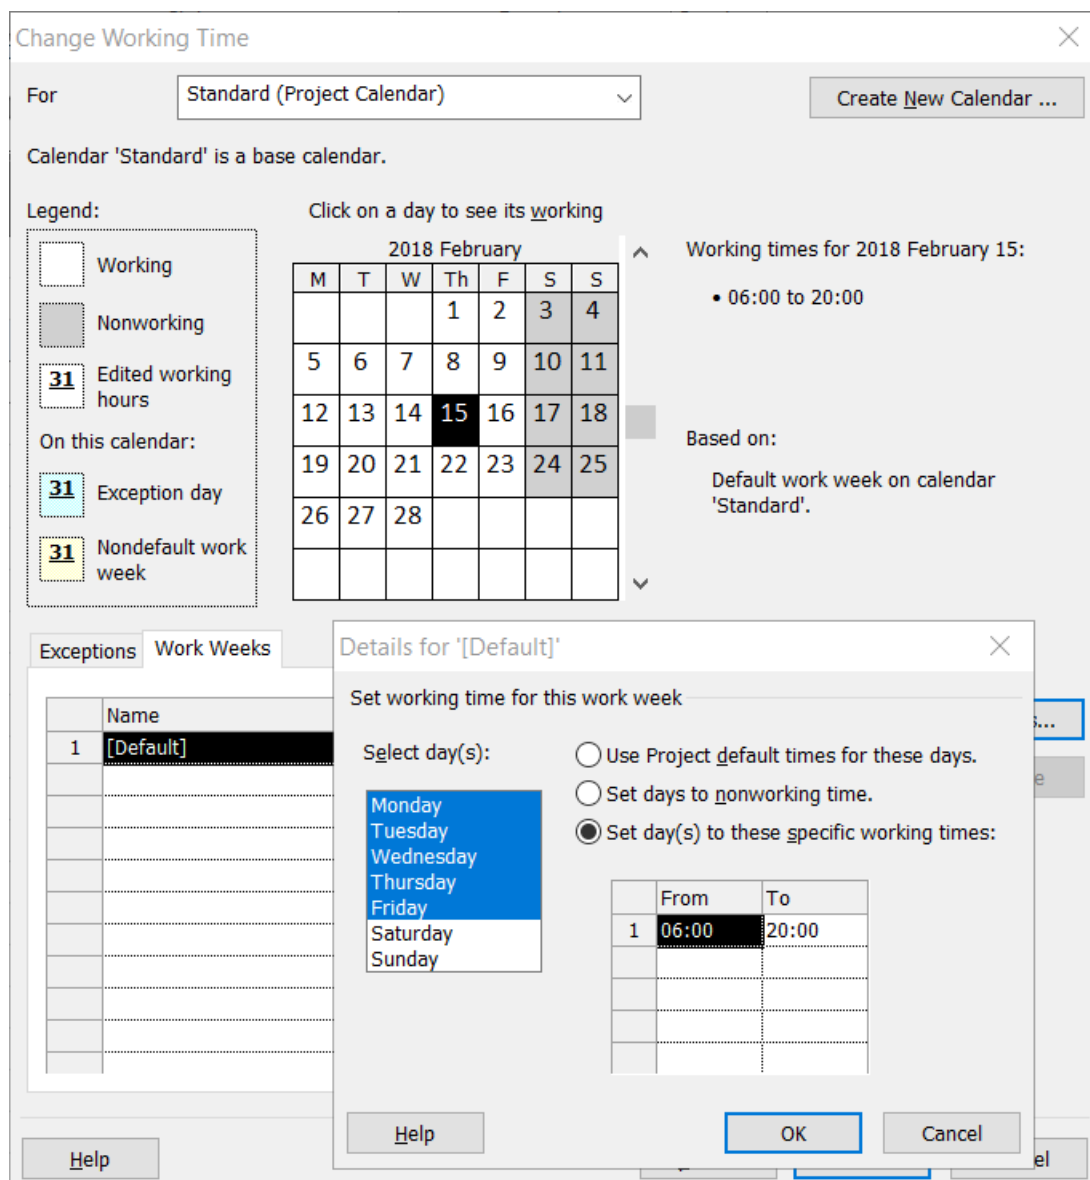 Change Working Time
For
Standard (Project Calendar)
Create New Calendar ...
Calendar 'Standard' is a base calendar.
Legend:
Working
Nonworking
31
Edited working
hours
On this calendar:
31
Exception day
31
Nondefault work
week
Click on a day to see its working
2018 February
M T W Th F S S
1 2 3 4
5 6 7 8 9 10 11
12 13 14 15 16 17 18
19 20 21 22 23 24 25
26 27 28
Working times for 2018 February 15:
• 06:00 to 20:00
Based on:
Default work week on calendar
'Standard'.
Exceptions
Work Weeks
Name
1 [Default]
Details for '[Default]'
Set working time for this work week
Select day(s):
Monday
Tuesday
Wednesday
Thursday
Friday
Saturday
Sunday
Use Project default times for these days.
Set days to nonworking time.
Set day(s) to these specific working times:
From To
1 06:00 20:00
Help
OK
Cancel
Help